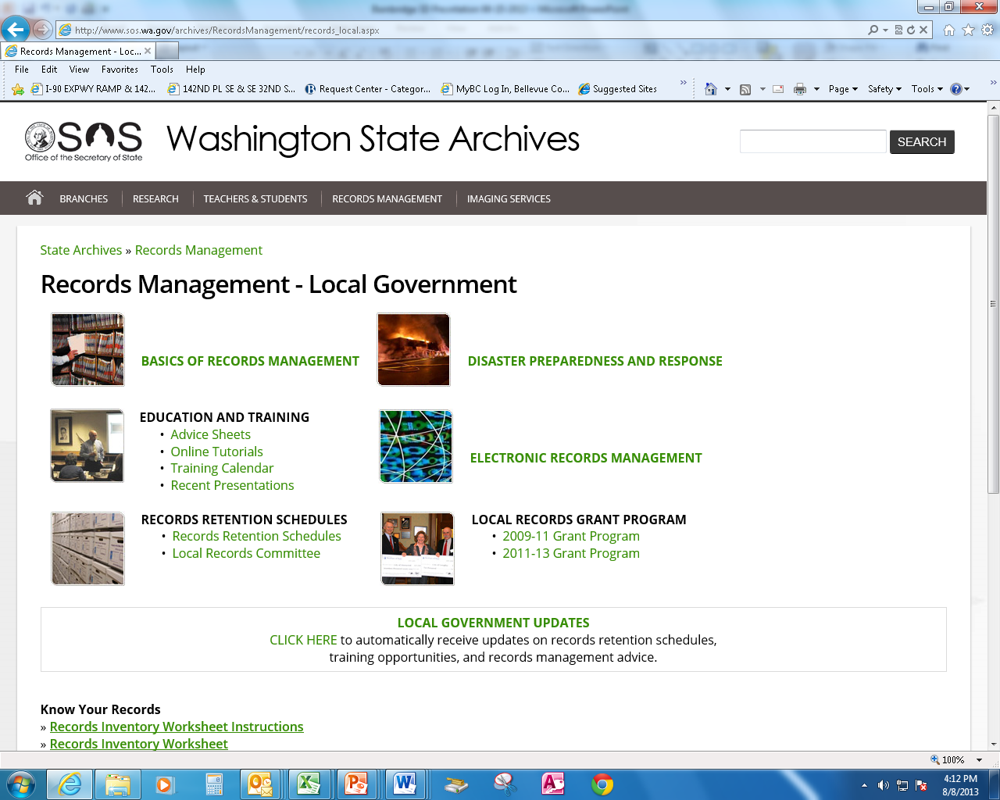 http://www.sos.wa.gov/archives/RecordsManagement/records_local.aspx
Records Management - Loc...
File Edit View Favorites Tools Help
I-90 EXPWY RAMP & 142... 142ND PL SE & SE 32ND S... Request Center - Categor... MyBC Log In, Bellevue Co... Suggested Sites » Page Safety Tools »
SOS Washington State Archives SEARCH
Office of the Secretary of State
BRANCHES RESEARCH TEACHERS & STUDENTS RECORDS MANAGEMENT IMAGING SERVICES
State Archives » Records Management
Records Management - Local Government
BASICS OF RECORDS MANAGEMENT
DISASTER PREPAREDNESS AND RESPONSE
EDUCATION AND TRAINING
• Advice Sheets
• Online Tutorials
• Training Calendar
• Recent Presentations
ELECTRONIC RECORDS MANAGEMENT
RECORDS RETENTION SCHEDULES
• Records Retention Schedules
• Local Records Committee
LOCAL RECORDS GRANT PROGRAM
• 2009-11 Grant Program
• 2011-13 Grant Program
LOCAL GOVERNMENT UPDATES
CLICK HERE to automatically receive updates on records retention schedules,
training opportunities, and records management advice.
Know Your Records
» Records Inventory Worksheet Instructions
» Records Inventory Worksheet
100%
4:12 PM
8/8/2013